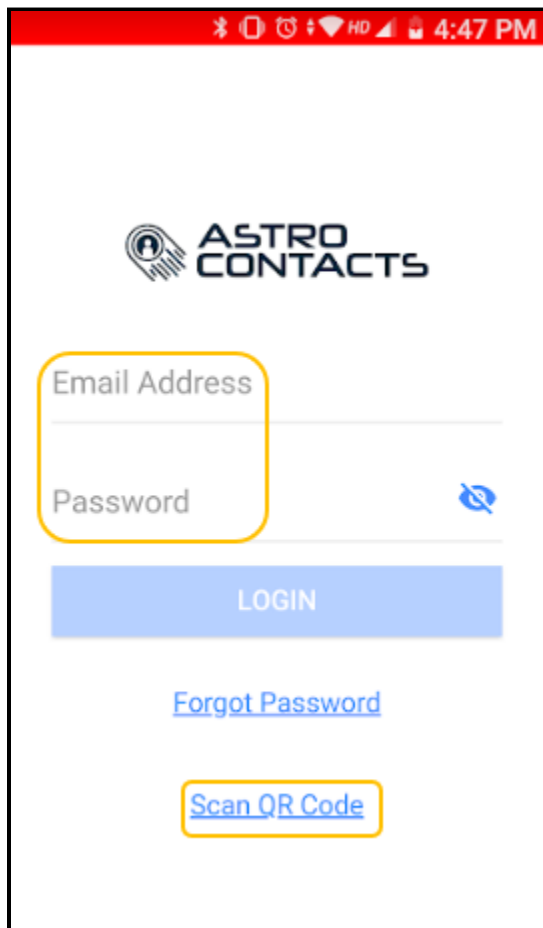 HD 4:47 PM
ASTRO
CONTACTS
Email Address
Password
LOGIN
Forgot Password
Scan QR Code